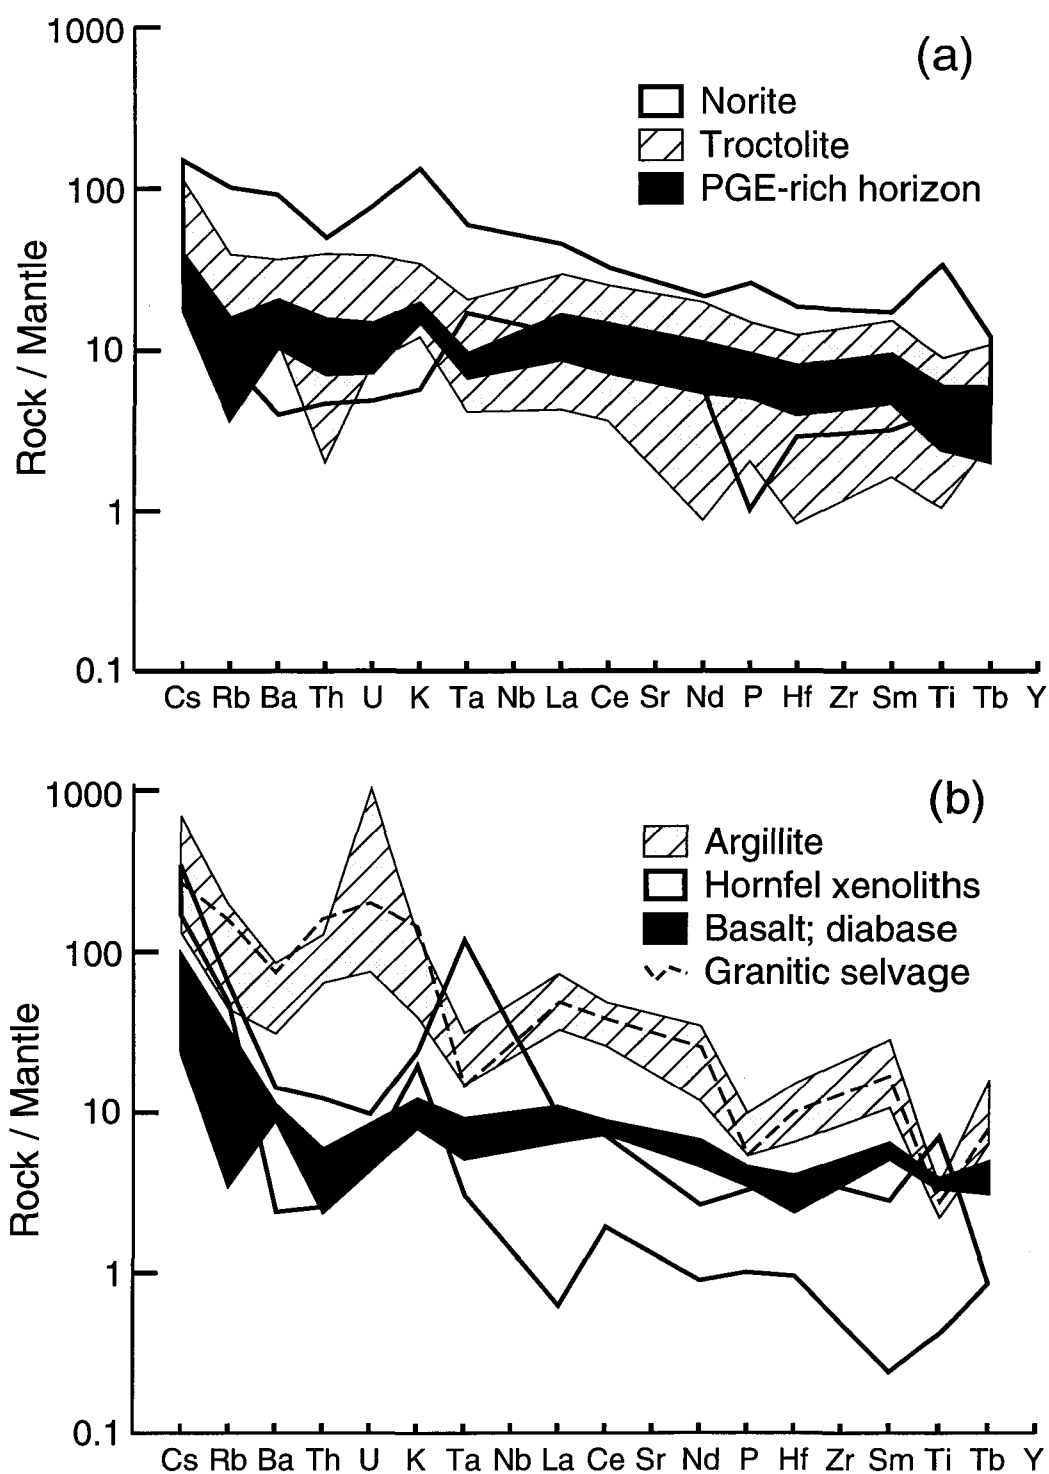 (a)
1000
100
10
1
0.1
Rock / Mantle
Norite
Troctolite
PGE-rich horizon
Cs Rb Ba Th U K Ta Nb La Ce Sr Nd P Hf Zr Sm Ti Tb Y
(b)
1000
100
10
1
0.1
Rock / Mantle
Argillite
Hornfel xenoliths
Basalt; diabase
Granitic selvage
Cs Rb Ba Th U K Ta Nb La Ce Sr Nd P Hf Zr Sm Ti Tb Y